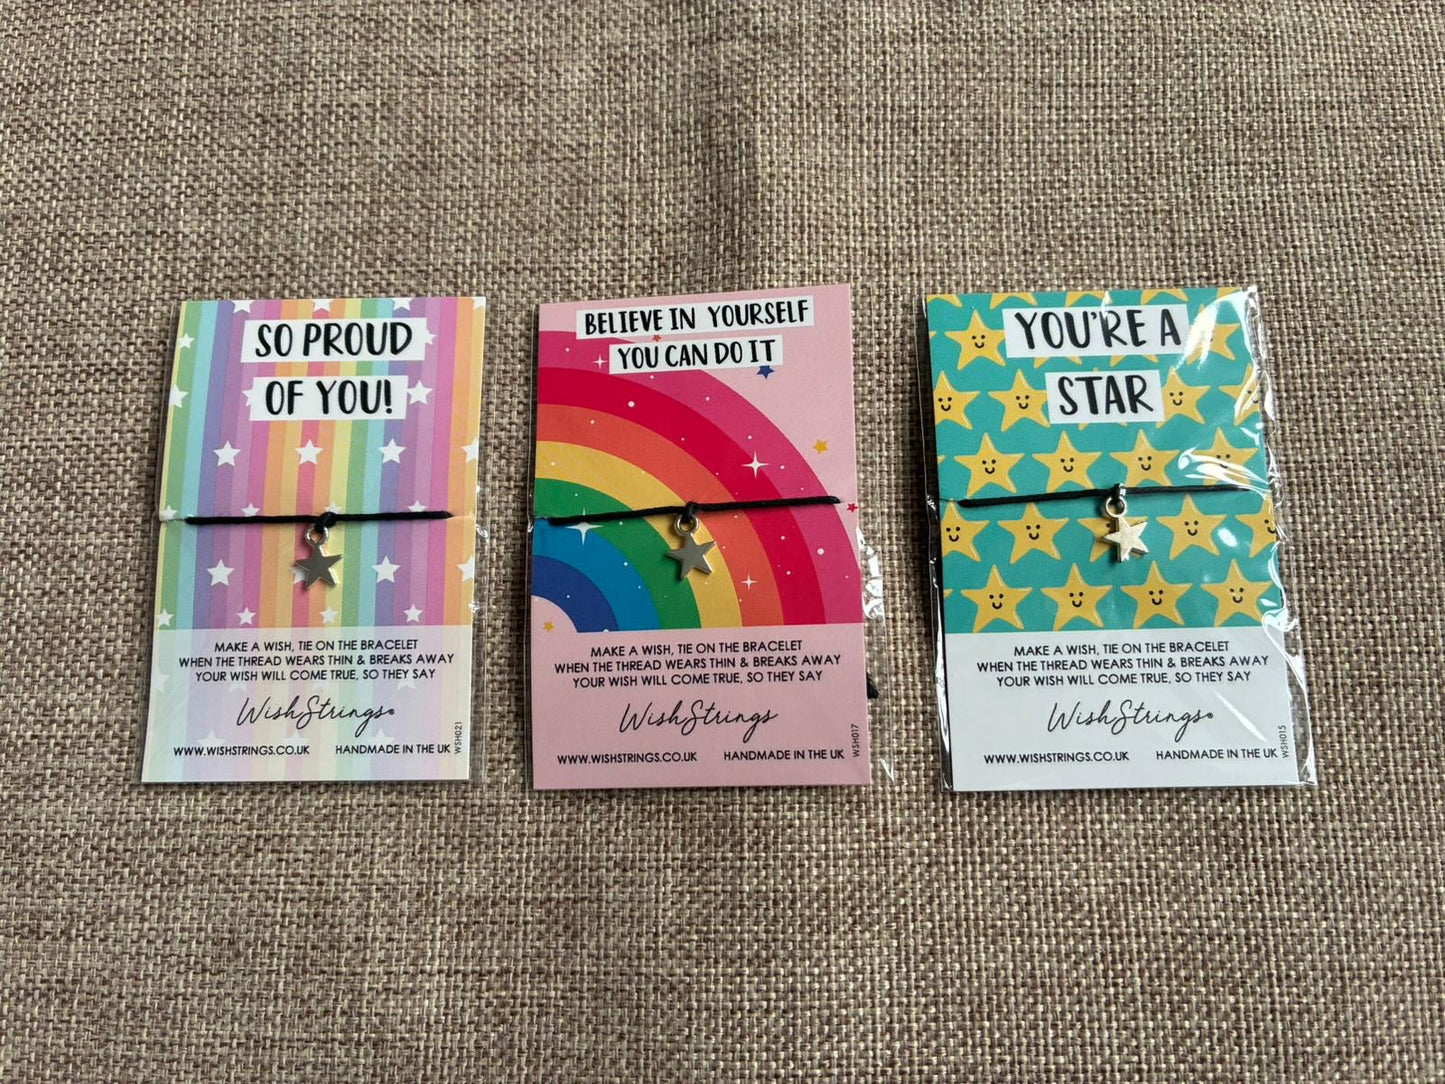 SO PROUD
OF YOU!
MAKE A WISH, TIE ON THE BRACELET
WHEN THE THREAD WEARS THIN & BREAKS AWAY
YOUR WISH WILL COME TRUE, SO THEY SAY
WishStrings®
WWW.WISHSTRINGS.CO.UK HANDMADE IN THE UK
WSH021
BELIEVE IN YOURSELF
YOU CAN DO IT
MAKE A WISH, TIE ON THE BRACELET
WHEN THE THREAD WEARS THIN & BREAKS AWAY
YOUR WISH WILL COME TRUE, SO THEY SAY
WishStrings
WWW.WISHSTRINGS.CO.UK HANDMADE IN THE UK
WSH017
YOU'RE A
STAR
MAKE A WISH, TIE ON THE BRACELET
WHEN THE THREAD WEARS THIN & BREAKS AWAY
YOUR WISH WILL COME TRUE, SO THEY SAY
WishStrings®
WWW.WISHSTRINGS.CO.UK HANDMADE IN THE UK
WSH015